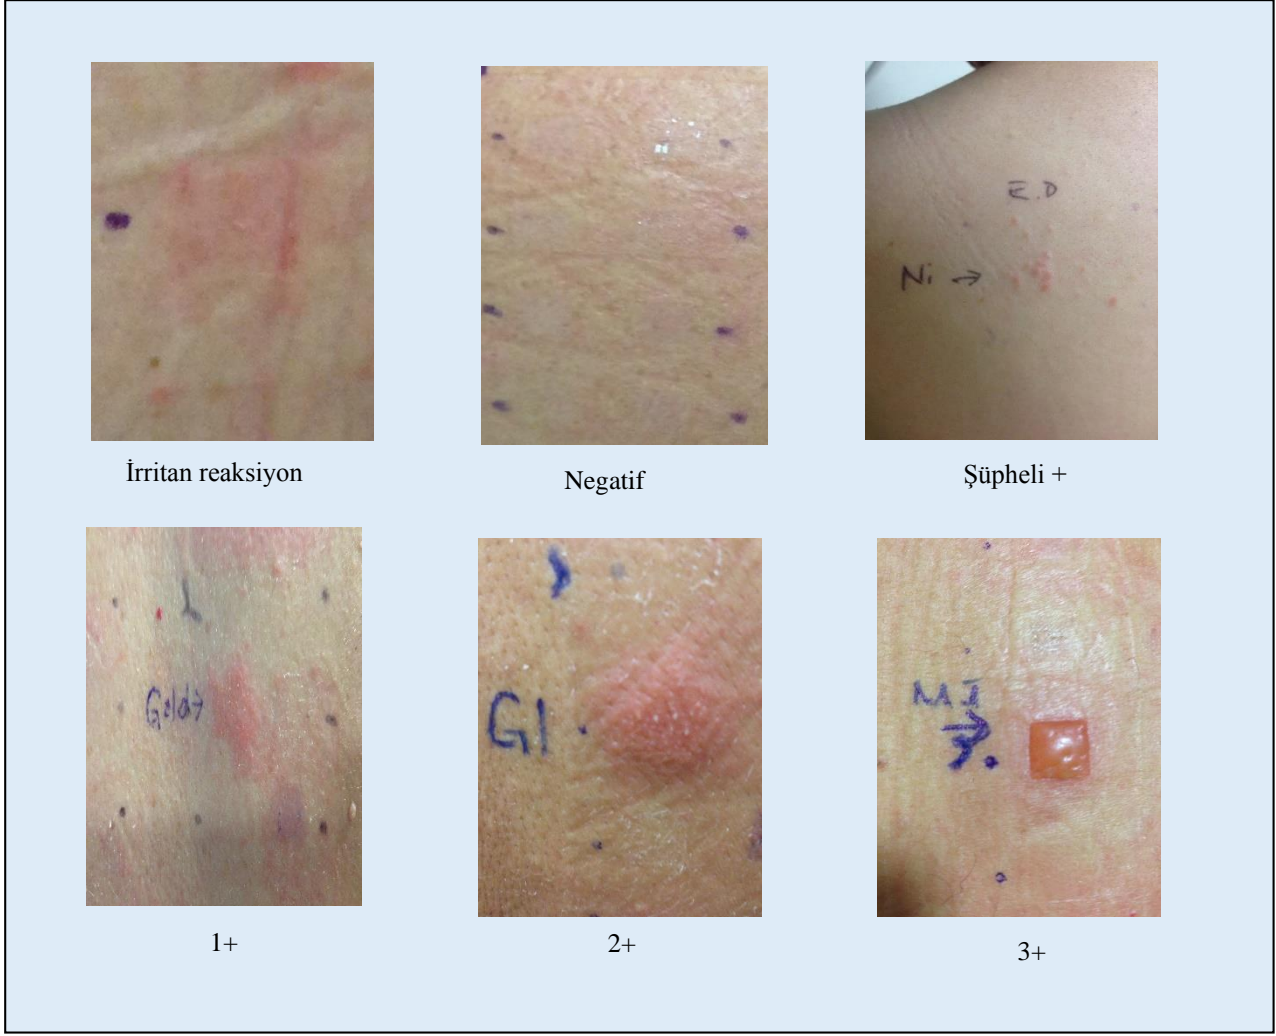 E.D
Ni →
İrritan reaksiyon
Negatif
Şüpheli +
Gold
Gl
MI
1+
2+
3+